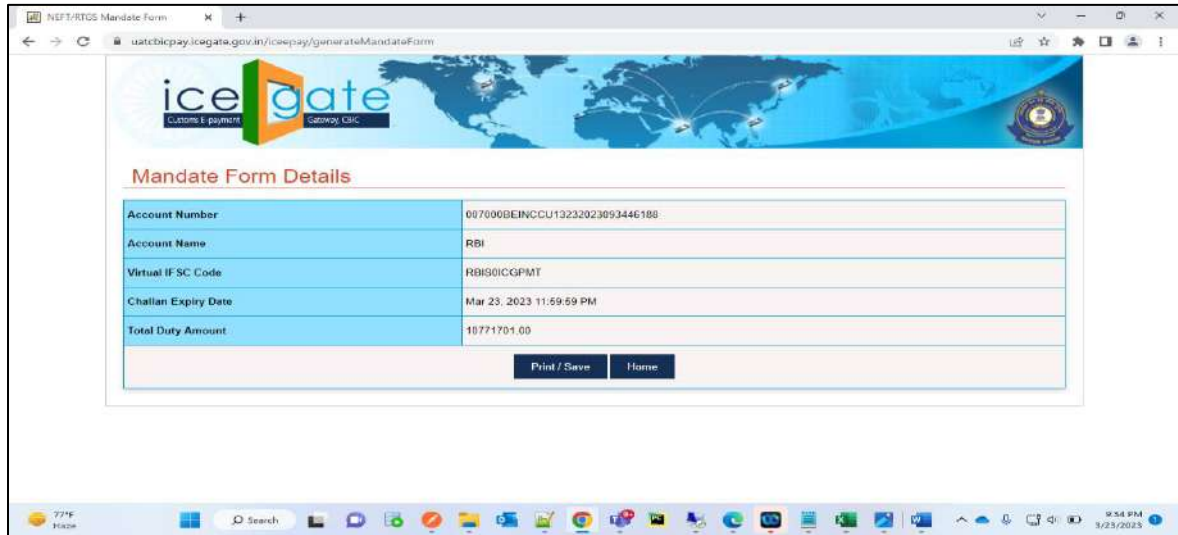 NEFT/RTGS Mandate Form
uatcbicpay.icegate.gov.in/iceepay/generateMandateForm
ice gate
Customs E-payment Gateway, CBIC
Mandate Form Details
Account Number 007000BEINCCU13232023093446188
Account Name RBI
Virtual IFSC Code RBIS0ICGPMT
Challan Expiry Date Mar 23, 2023 11:59:59 PM
Total Duty Amount 10771701.00
Print / Save Home
77°F
Haze
Search
9:34 PM
3/23/2023